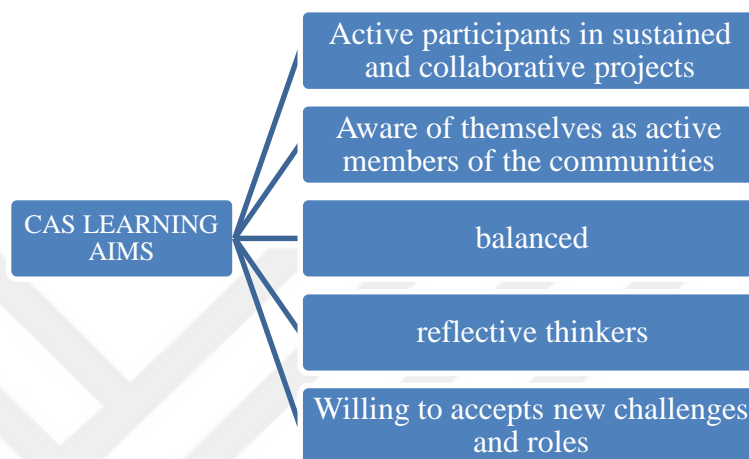 Active participants in sustained
and collaborative projects
Aware of themselves as active
members of the communities
CAS LEARNING
AIMS
balanced
reflective thinkers
Willing to accepts new challenges
and roles